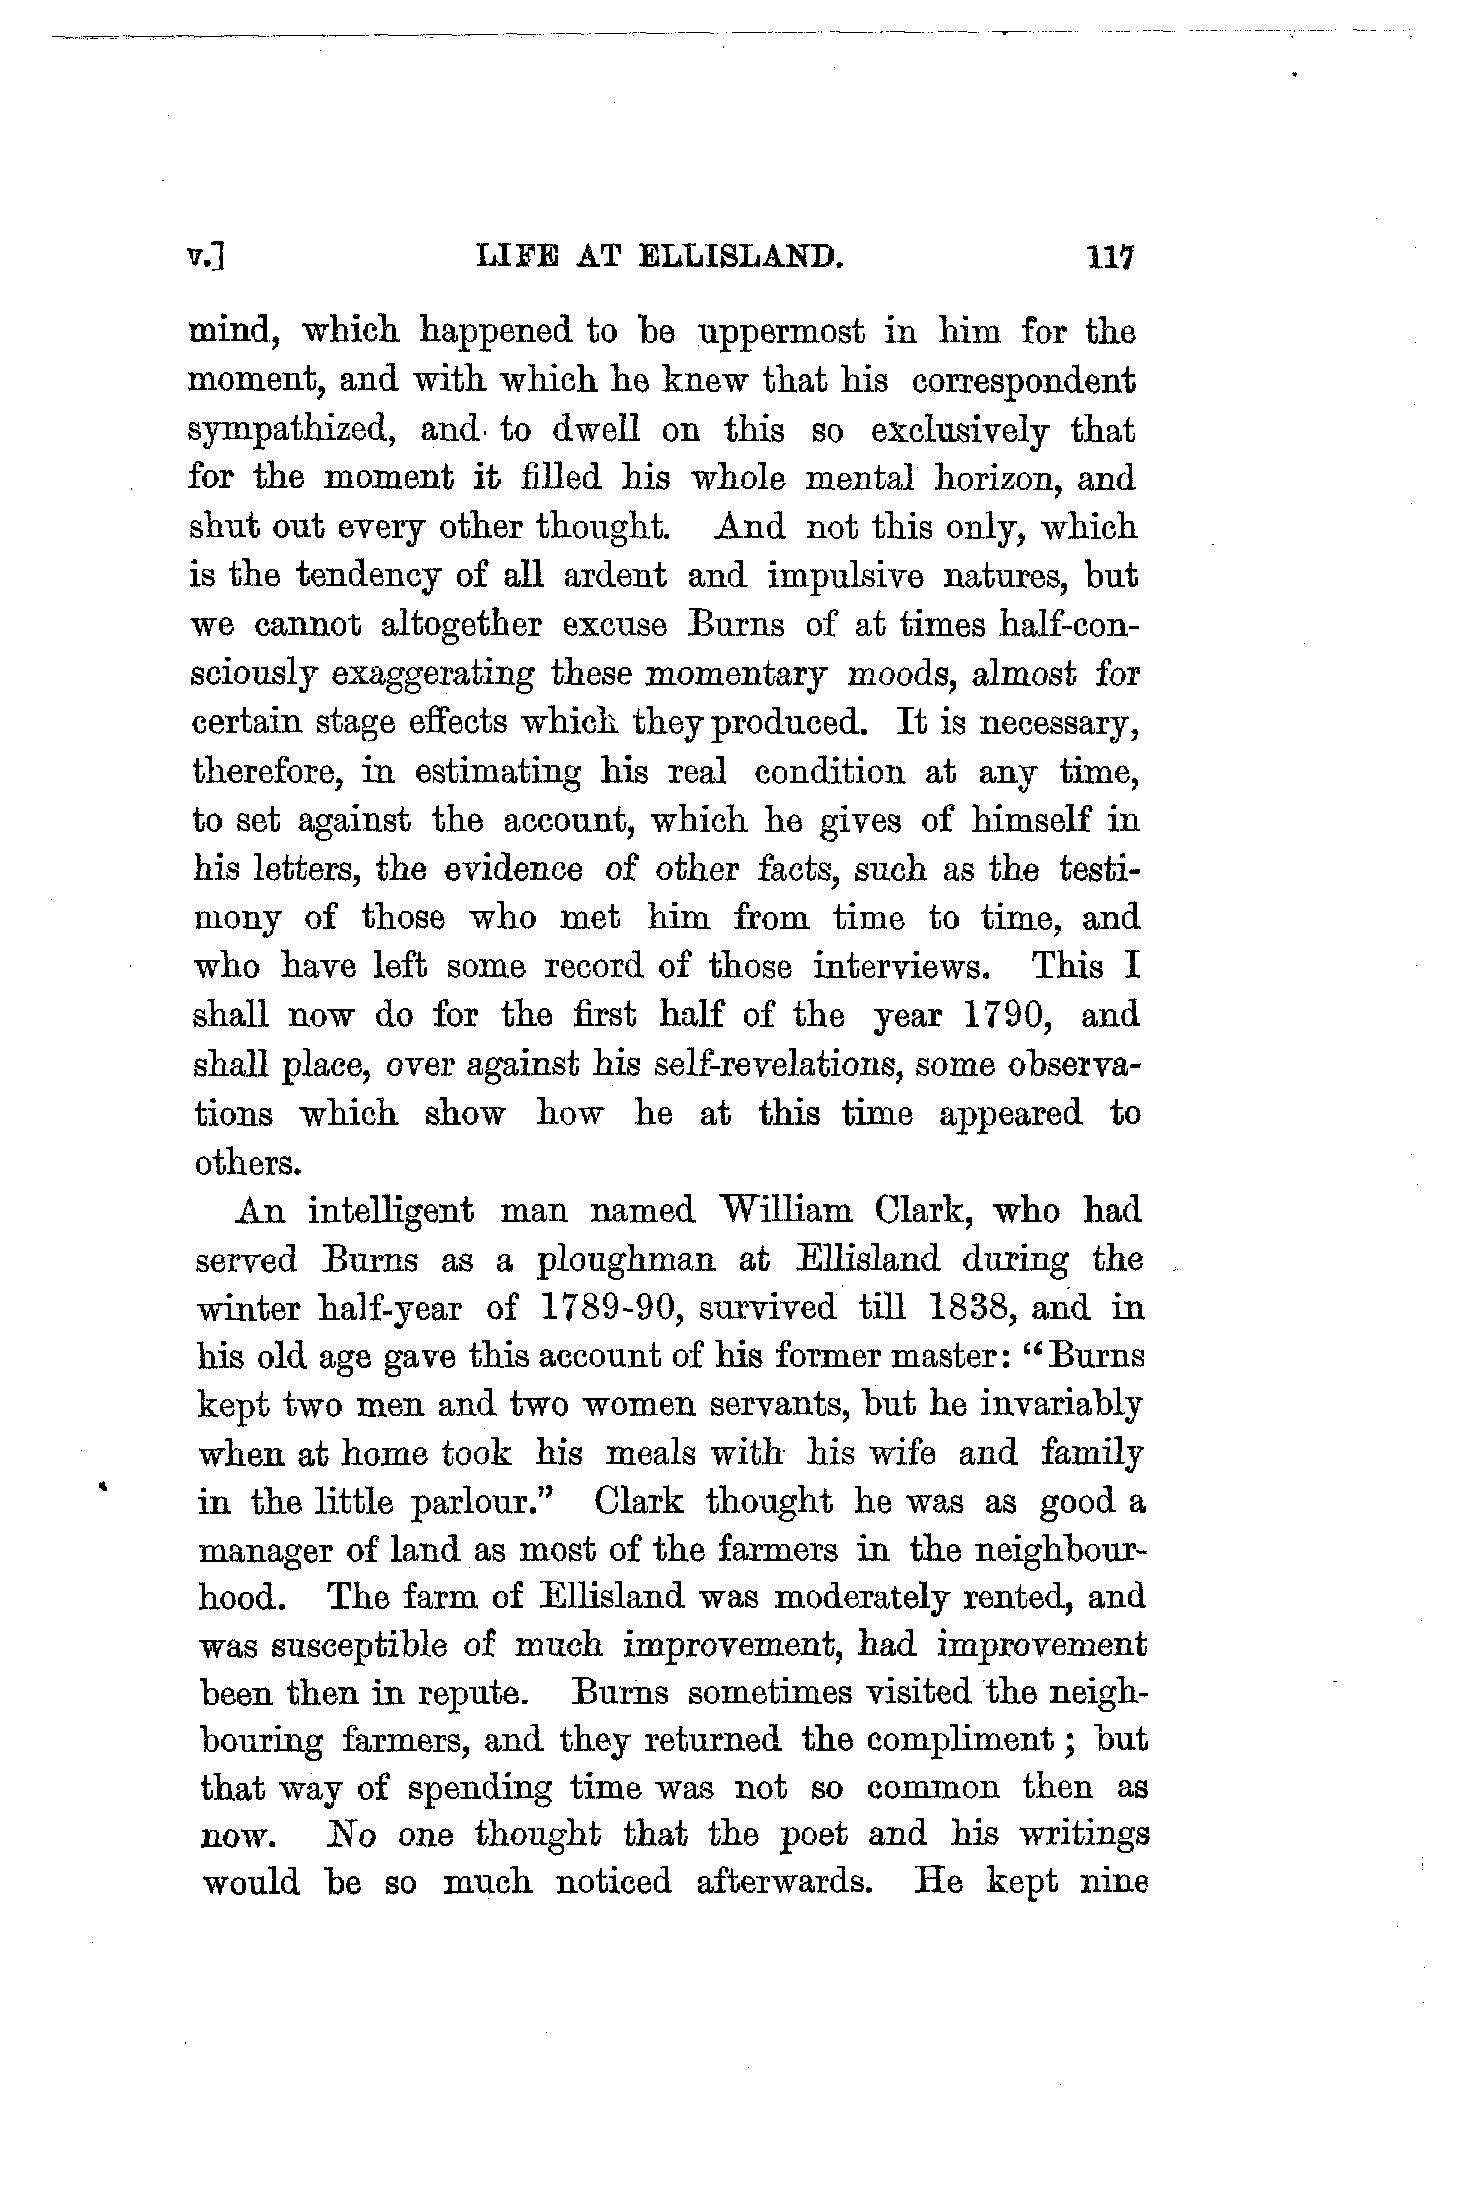 v.] LIFE AT ELLISLAND. 117
mind, which happened to be uppermost in him for the
moment, and with which he knew that his correspondent
sympathized, and to dwell on this so exclusively that
for the moment it filled his whole mental horizon, and
shut out every other thought. And not this only, which
is the tendency of all ardent and impulsive natures, but
we cannot altogether excuse Burns of at times half-con-
sciously exaggerating these momentary moods, almost for
certain stage effects which they produced. It is necessary,
therefore, in estimating his real condition at any time,
to set against the account, which he gives of himself in
his letters, the evidence of other facts, such as the testi-
mony of those who met him from time to time, and
who have left some record of those interviews. This I
shall now do for the first half of the year 1790, and
shall place, over against his self-revelations, some observa-
tions which show how he at this time appeared to
others.
An intelligent man named William Clark, who had
served Burns as a ploughman at Ellisland during the
winter half-year of 1789-90, survived till 1838, and in
his old age gave this account of his former master: "Burns
kept two men and two women servants, but he invariably
when at home took his meals with his wife and family
in the little parlour." Clark thought he was as good a
manager of land as most of the farmers in the neighbour-
hood. The farm of Ellisland was moderately rented, and
was susceptible of much improvement, had improvement
been then in repute. Burns sometimes visited the neigh-
bouring farmers, and they returned the compliment; but
that way of spending time was not so common then as
now. No one thought that the poet and his writings
would be so much noticed afterwards. He kept nine